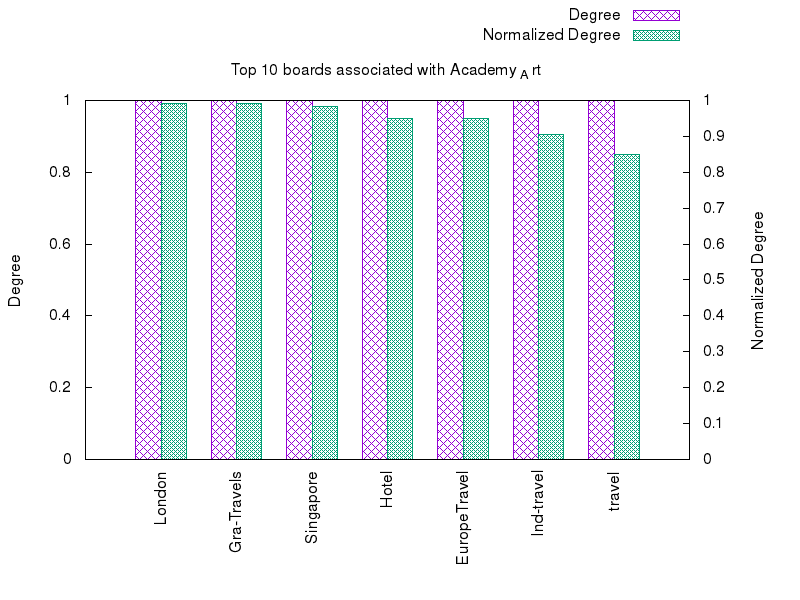 Degree
Normalized Degree
Top 10 boards associated with Academy A rt
1
0.8
0.6
0.4
0.2
0
1
0.9
0.8
0.7
0.6
0.5
0.4
0.3
0.2
0.1
0
Degree
Normalized Degree
London
Gra-Travels
Singapore
Hotel
EuropeTravel
Ind-travel
travel